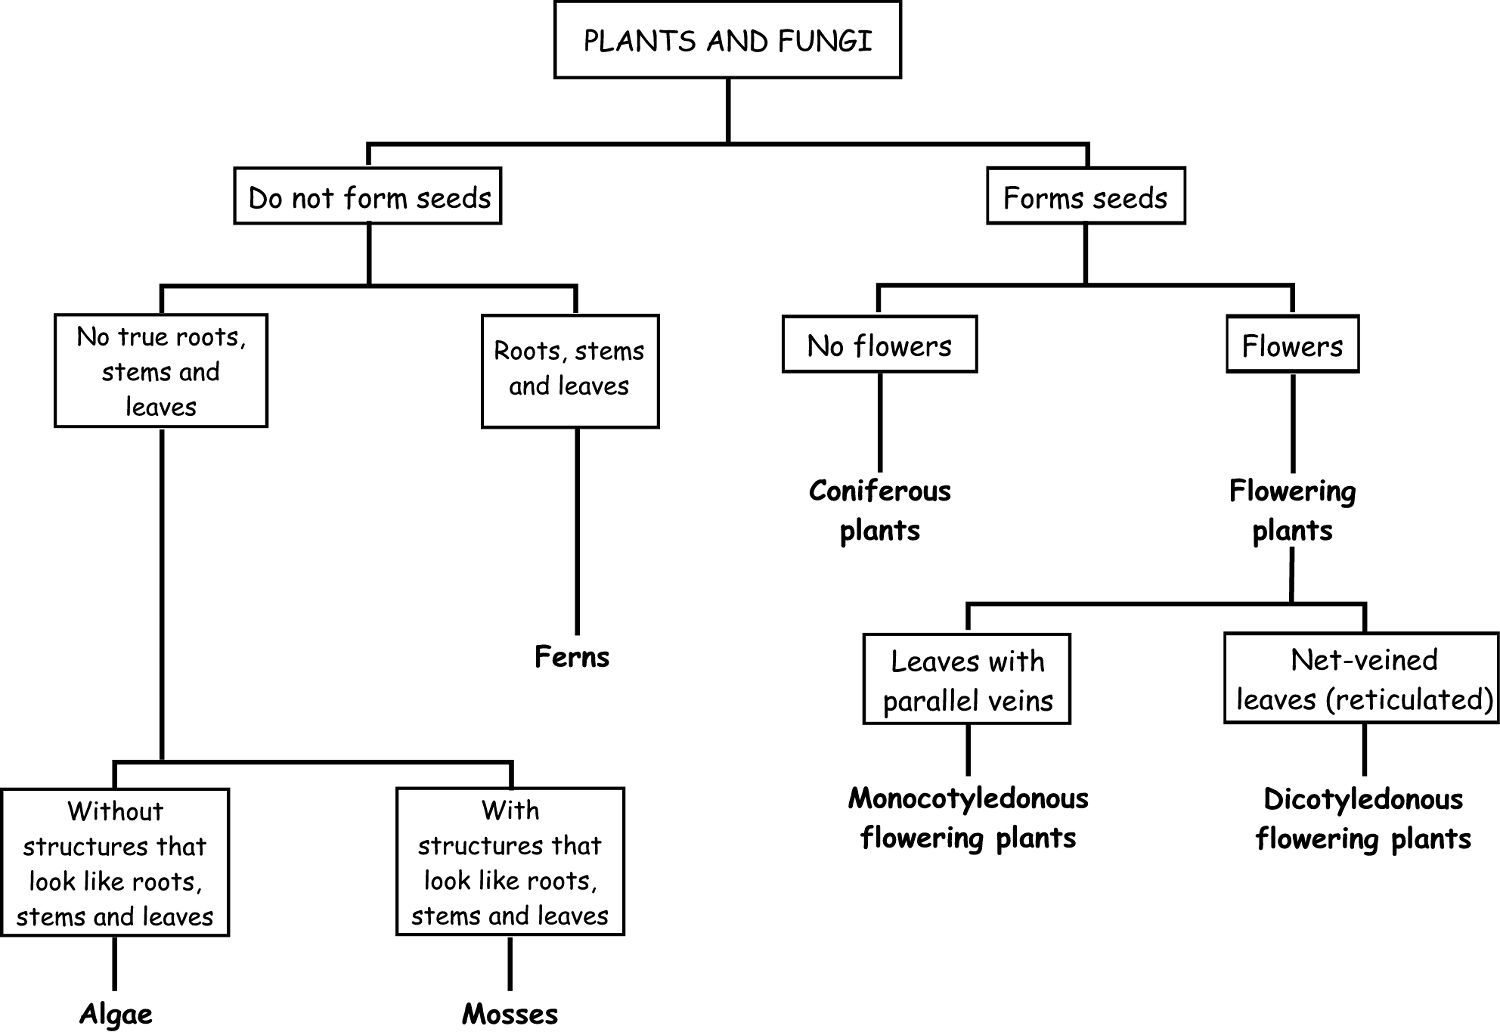 PLANTS AND FUNGI
Do not form seeds
Forms seeds
No true roots,
stems and
leaves
Roots, stems
and leaves
No flowers
Flowers
Coniferous
plants
Flowering
plants
Ferns
Leaves with
parallel veins
Net-veined
leaves (reticulated)
Monocotyledonous
flowering plants
Dicotyledonous
flowering plants
Without
structures that
look like roots,
stems and leaves
With
structures that
look like roots,
stems and leaves
Algae
Mosses